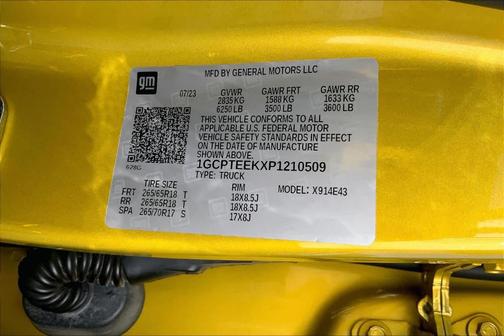 gm
MFD BY GENERAL MOTORS LLC
07/23 GVWR GAWR FRT GAWR RR
2835 KG 1588 KG 1633 KG
6250 LB 3500 LB 3600 LB
THIS VEHICLE CONFORMS TO ALL
APPLICABLE U.S. FEDERAL MOTOR
VEHICLE SAFETY STANDARDS IN EFFECT
ON THE DATE OF MANUFACTURE
SHOWN ABOVE.
1GCPTEEKXP1210509
TYPE: TRUCK
628G
TIRE SIZE RIM MODEL: X914E43
FRT 265/65R18 T 18X8.5J
RR 265/65R18 T 18X8.5J
SPA 265/70R17 S 17X8J